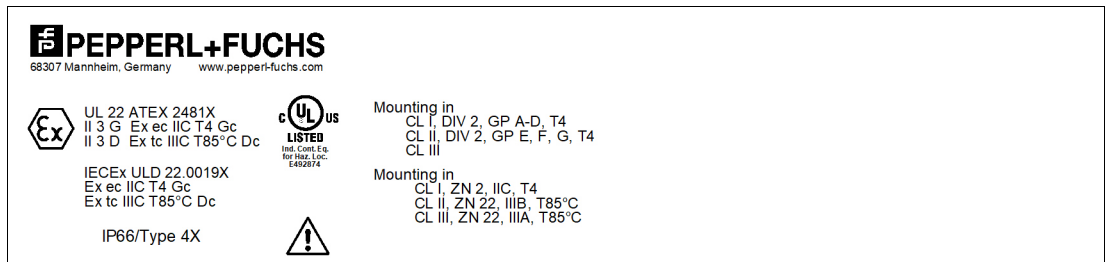 PEPPERL+FUCHS
68307 Mannheim, Germany www.pepperl-fuchs.com
Ex
UL 22 ATEX 2481X
II 3 G Ex ec IIC T4 Gc
II 3 D Ex tc IIIC T85°C Dc
IECEx ULD 22.0019X
Ex ec IIC T4 Gc
Ex tc IIIC T85°C Dc
IP66/Type 4X
C UL US
LISTED
Ind. Cont. Eq.
for Haz. Loc.
E492874
Mounting in
CL I, DIV 2, GP A-D, T4
CL II, DIV 2, GP E, F, G, T4
CL III
Mounting in
CL I, ZN 2, IIC, T4
CL II, ZN 22, IIIB, T85°C
CL III, ZN 22, IIIA, T85°C